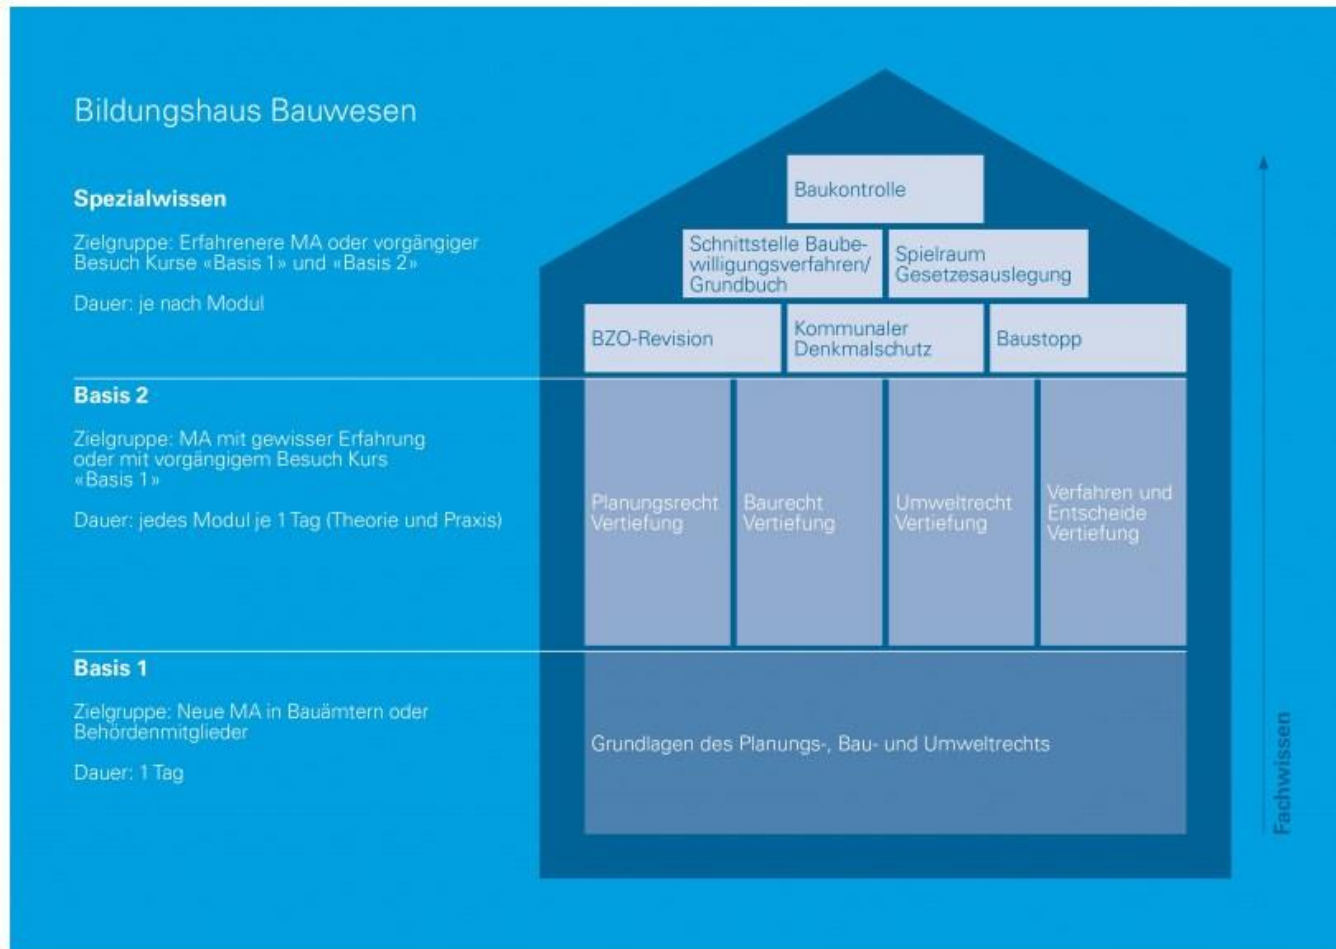 Bildungshaus Bauwesen
Spezialwissen
Zielgruppe: Erfahrenere MA oder vorgängiger
Besuch Kurse «Basis 1» und «Basis 2»
Dauer: je nach Modul
Basis 2
Zielgruppe: MA mit gewisser Erfahrung
oder mit vorgängigem Besuch Kurs
«Basis 1»
Dauer: jedes Modul je 1 Tag (Theorie und Praxis)
Basis 1
Zielgruppe: Neue MA in Bauämtern oder
Behördenmitglieder
Dauer: 1 Tag
Baukontrolle
Schnittstelle Baube-
willigungsverfahren/
Grundbuch
Spielraum
Gesetzesauslegung
BZO-Revision
Kommunaler
Denkmalschutz
Baustopp
Planungsrecht
Vertiefung
Baurecht
Vertiefung
Umweltrecht
Vertiefung
Verfahren und
Entscheide
Vertiefung
Grundlagen des Planungs-, Bau- und Umweltrechts
Fachwissen